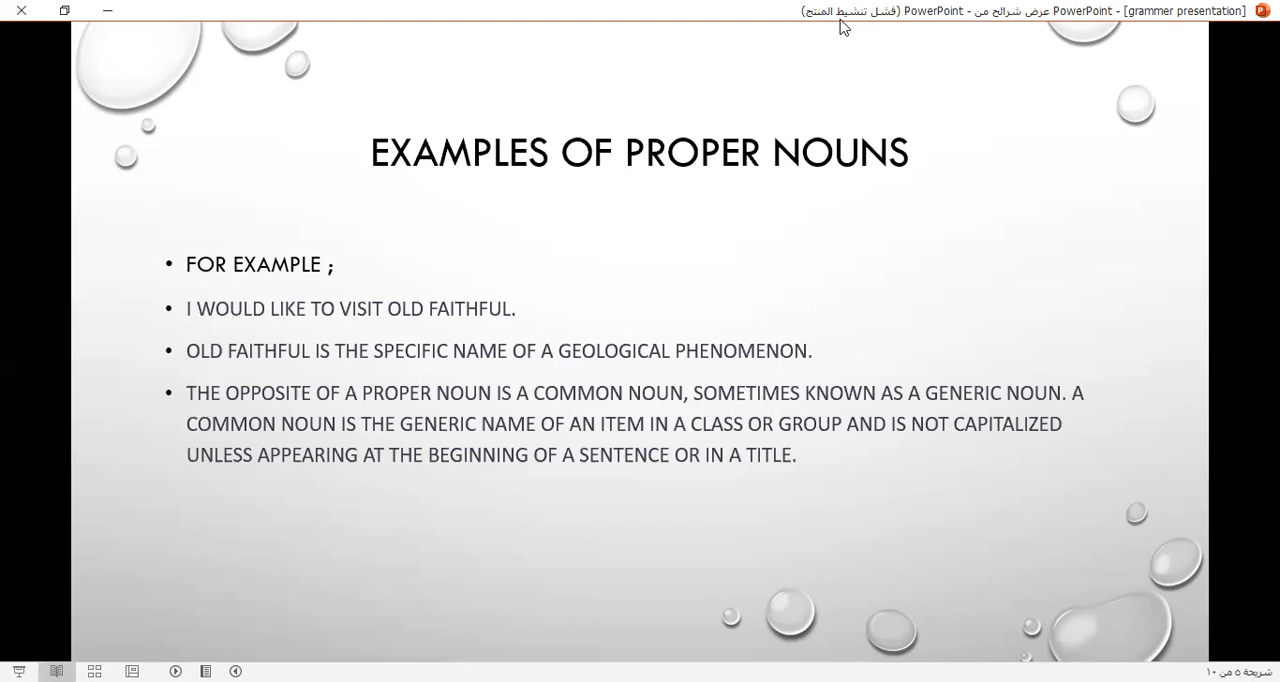 [grammer presentation] - PowerPoint عرض شرائح من - PowerPoint (فشل تنشيط المنتج)
EXAMPLES OF PROPER NOUNS
• FOR EXAMPLE ;
• I WOULD LIKE TO VISIT OLD FAITHFUL.
• OLD FAITHFUL IS THE SPECIFIC NAME OF A GEOLOGICAL PHENOMENON.
• THE OPPOSITE OF A PROPER NOUN IS A COMMON NOUN, SOMETIMES KNOWN AS A GENERIC NOUN. A
COMMON NOUN IS THE GENERIC NAME OF AN ITEM IN A CLASS OR GROUP AND IS NOT CAPITALIZED
UNLESS APPEARING AT THE BEGINNING OF A SENTENCE OR IN A TITLE.
شريحة ٥ من ١٠